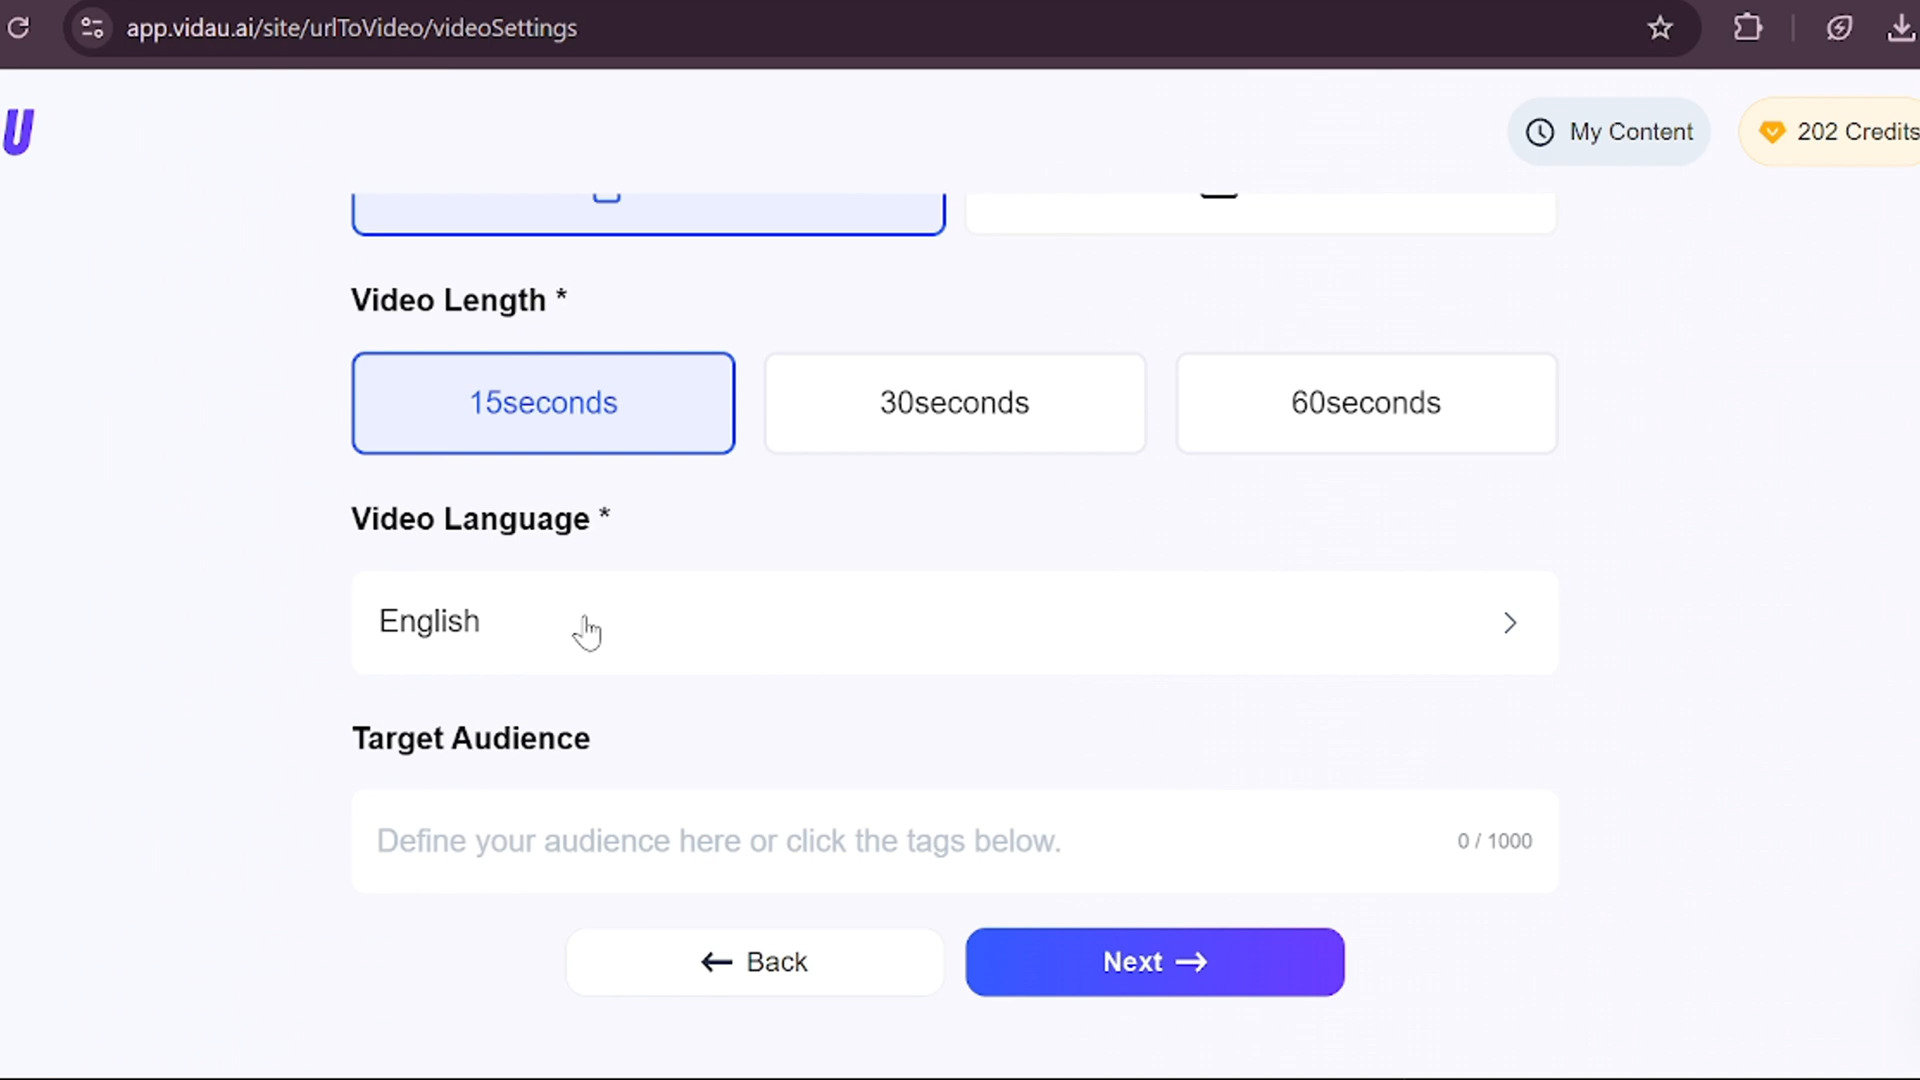 app.vidau.ai/site/urlToVideo/videoSettings
U
My Content
202 Credits
Video Length *
15seconds
30seconds
60seconds
Video Language *
English
Target Audience
Define your audience here or click the tags below.
0 / 1000
← Back
Next →